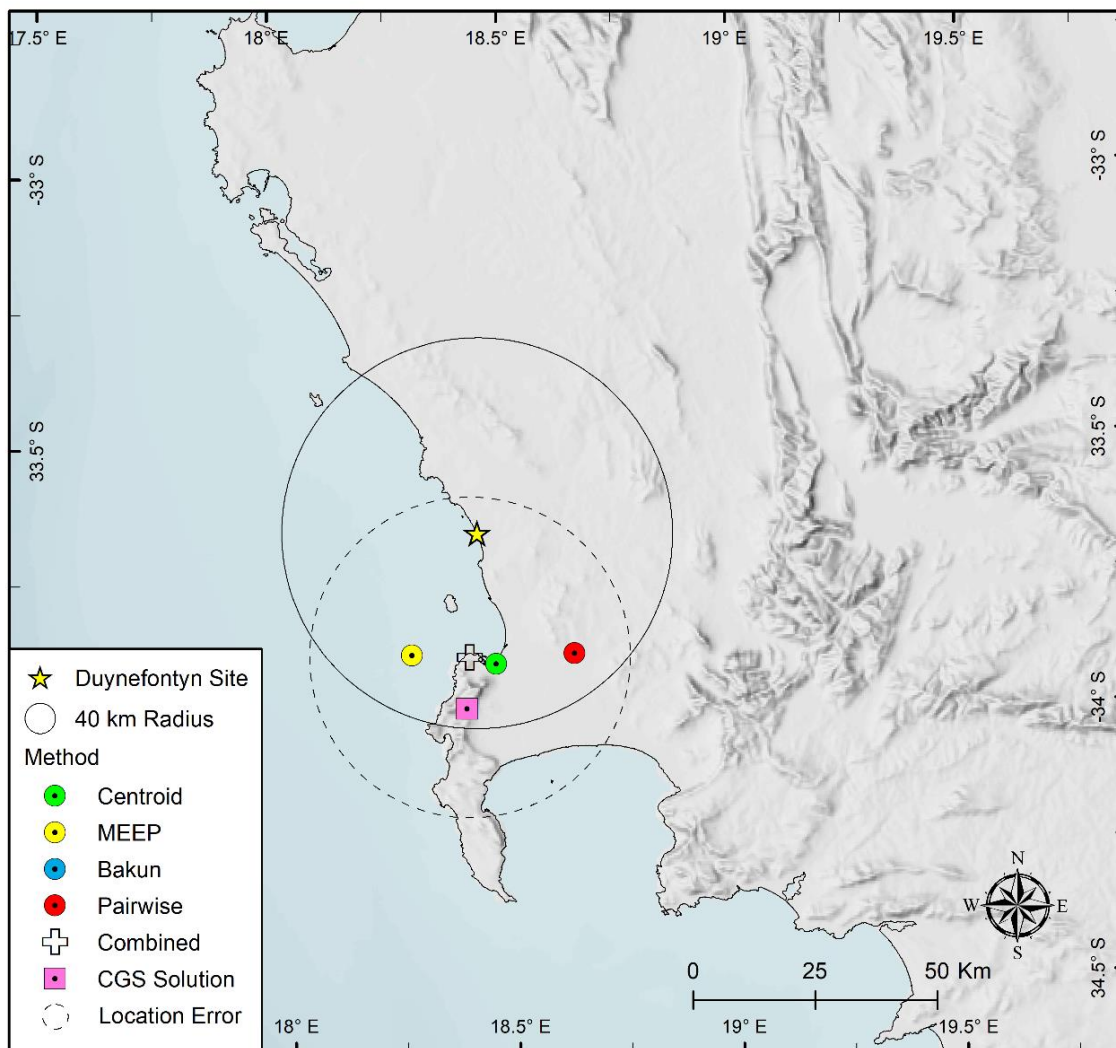 17.5° E 18° E 18.5° E 19° E 19.5° E
-33° S -33° S
33.5° S 33.5° S
-34° S
-34.5° S
Duynefontyn Site
40 km Radius
Method
Centroid
MEEP
Bakun
Pairwise
Combined
CGS Solution
Location Error
N
W E
S
0 25 50 Km
18° E 18.5° E 19° E 19.5° E